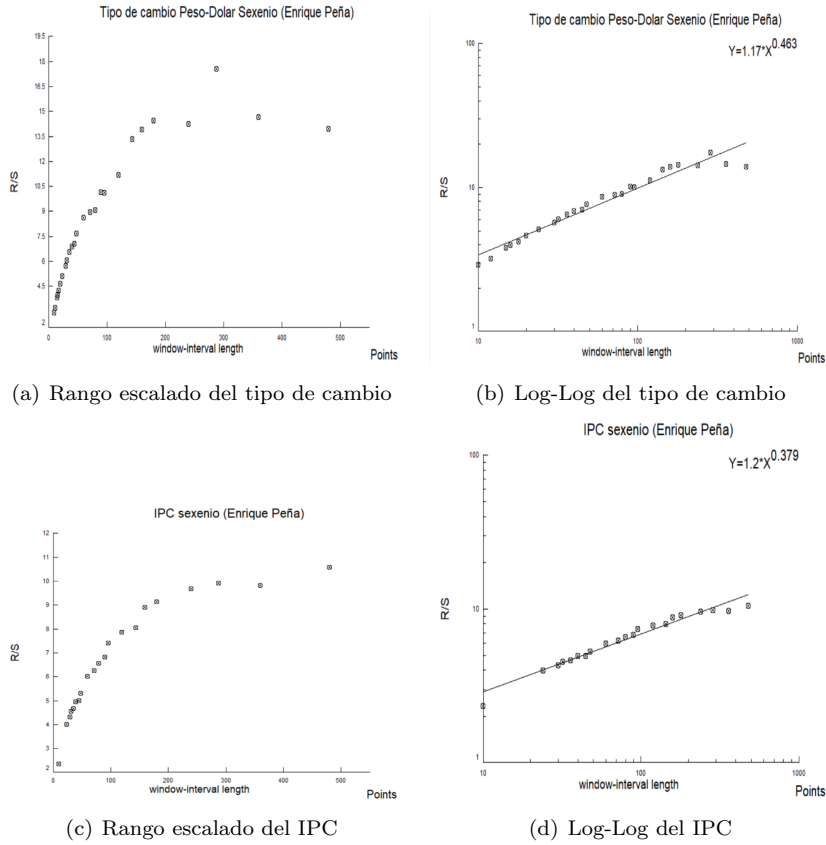 Tipo de cambio Peso-Dolar Sexenio (Enrique Peña)
19.5
18
16.5
15
13.5
12
10.5
9
7.5
6
4.5
2
R/S
0
100
200
300
400
500
window-interval length
Points
(a) Rango escalado del tipo de cambio
Tipo de cambio Peso-Dolar Sexenio (Enrique Peña)
Y=1.17*X^0.463
100
10
1
R/S
10
100
1000
window-interval length
Points
(b) Log-Log del tipo de cambio
IPC sexenio (Enrique Peña)
12
11
10
9
8
7
6
5
4
3
2
R/S
0
100
200
300
400
500
window-interval length
Points
(c) Rango escalado del IPC
IPC sexenio (Enrique Peña)
Y=1.2*X^0.379
100
10
1
R/S
10
100
1000
window-interval length
Points
(d) Log-Log del IPC